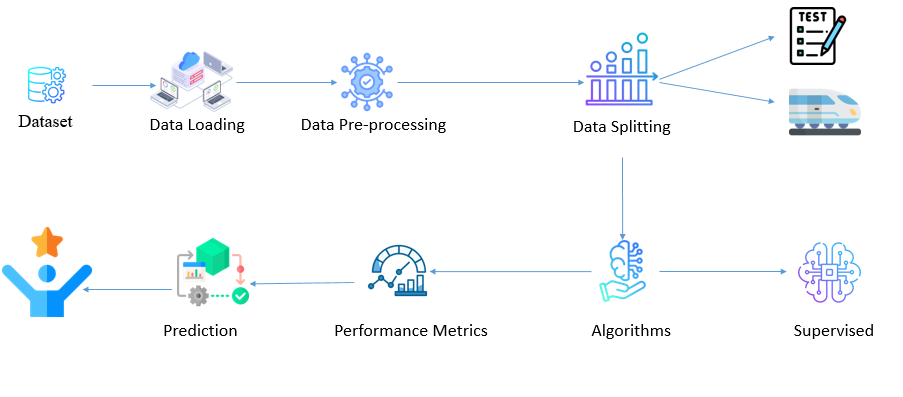 TEST
Dataset
Data Loading
Data Pre-processing
Data Splitting
Prediction
Performance Metrics
Algorithms
Supervised